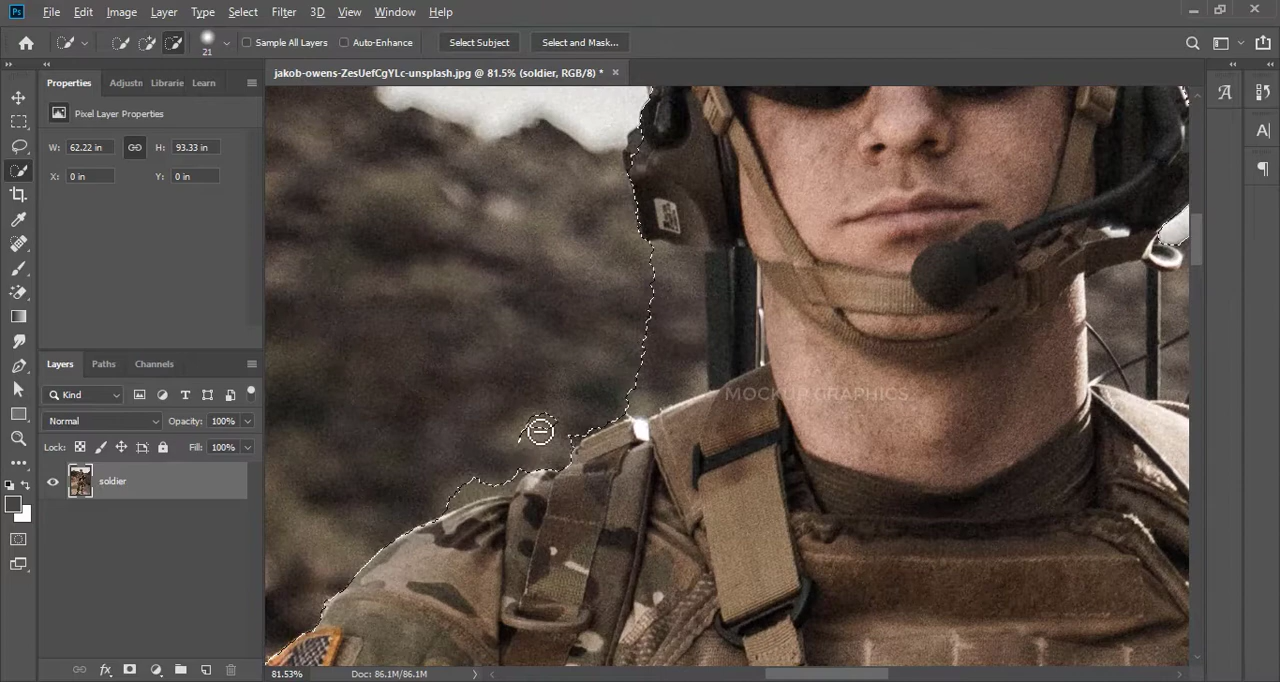 Ps File Edit Image Layer Type Select Filter 3D View Window Help
21 Sample All Layers Auto-Enhance Select Subject Select and Mask...
Properties Adjustn Librarie Learn
jakob-owens-ZesUefCgYLc-unsplash.jpg @ 81.5% (soldier, RGB/8) *
Pixel Layer Properties
W: 62.22 in H: 93.33 in
X: 0 in Y: 0 in
Layers Paths Channels
Kind
Normal Opacity: 100%
Lock: Fill: 100%
soldier
MOCKUP GRAPHICS
81.53% Doc: 86.1M/86.1M